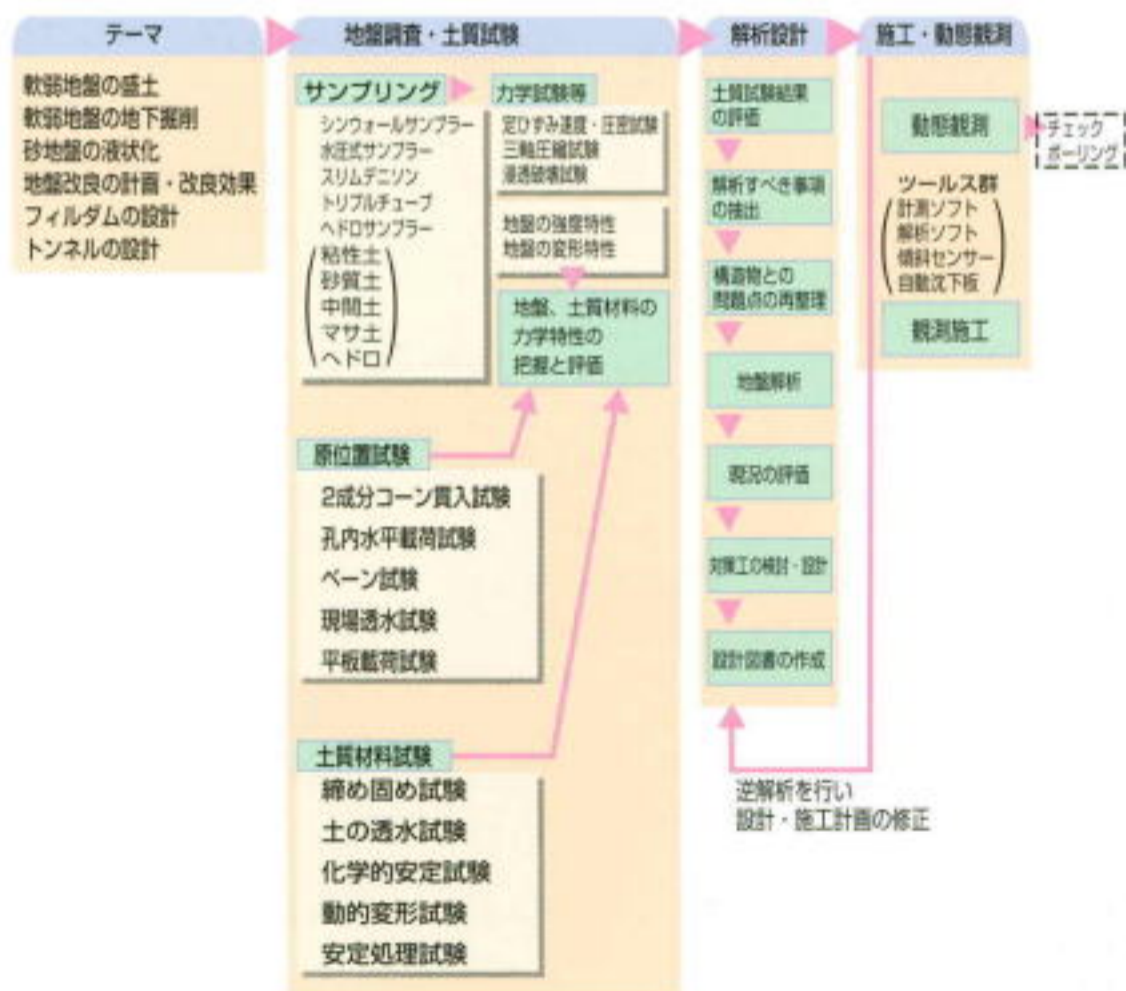 テーマ
軟弱地盤の盛土
軟弱地盤の地下掘削
砂地盤の液状化
地盤改良の計画・改良効果
フィルダムの設計
トンネルの設計
地盤調査・土質試験
サンプリング
シンウォールサンプラー
水圧式サンプラー
スリムデニソン
トリプルチューブ
ヘドロサンプラー
粘性土
砂質土
中間土
マサ土
ヘドロ
力学試験等
定ひずみ速度・圧密試験
三軸圧縮試験
浸透破壊試験
地盤の強度特性
地盤の変形特性
地盤、土質材料の
力学特性の
把握と評価
原位置試験
2成分コーン貫入試験
孔内水平載荷試験
ベーン試験
現場透水試験
平板載荷試験
土質材料試験
締め固め試験
土の透水試験
化学的安定試験
動的変形試験
安定処理試験
解析設計
土質試験結果
の評価
解析すべき事項
の抽出
構造物との
問題点の再整理
地盤解析
現況の評価
対策工の検討・設計
設計図書の作成
施工・動態観測
動態観測
チェック
ボーリング
ツールス群
計測ソフト
解析ソフト
傾斜センサー
自動沈下板
観測施工
逆解析を行い
設計・施工計画の修正